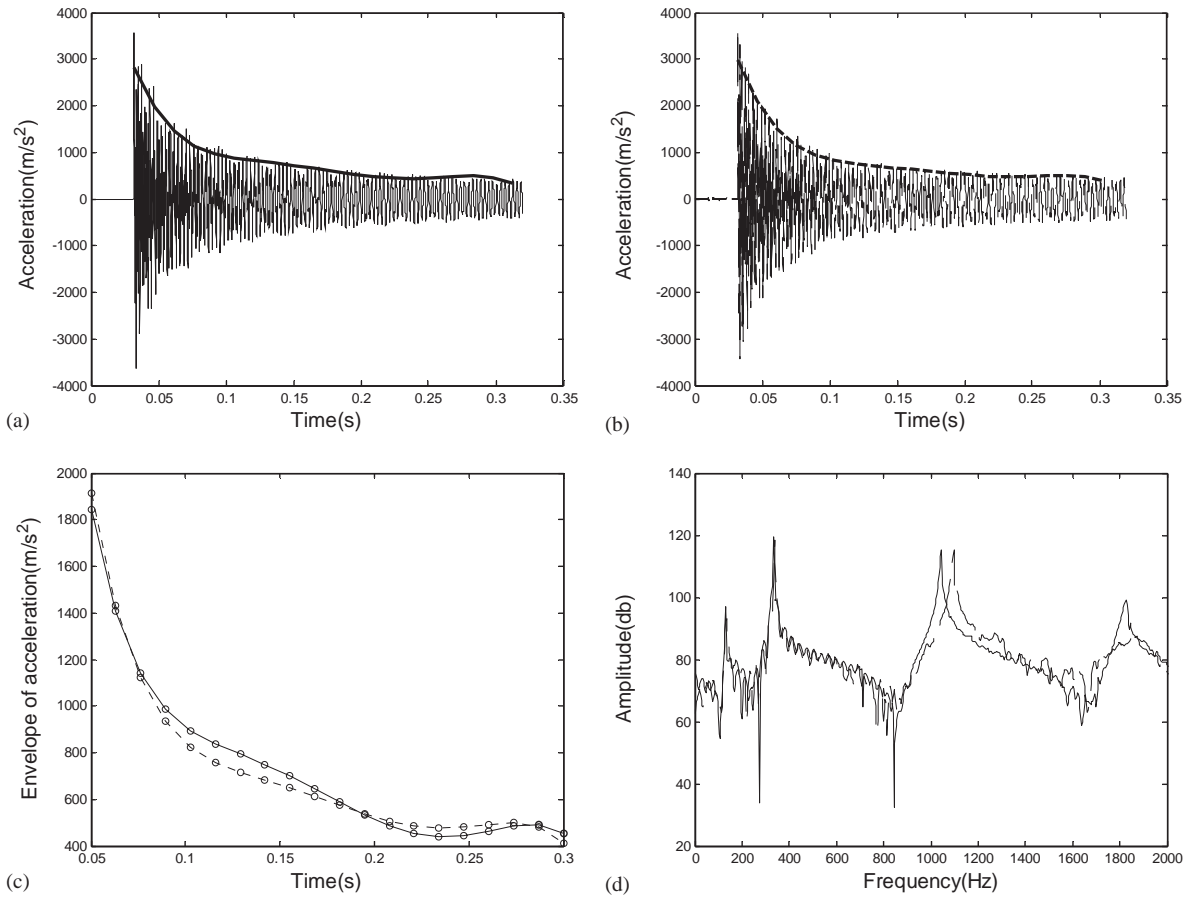 4000
3000
2000
1000
0
-1000
-2000
-3000
-4000
Acceleration(m/s²)
0 0.05 0.1 0.15 0.2 0.25 0.3 0.35
Time(s)
(a)
4000
3000
2000
1000
0
-1000
-2000
-3000
-4000
Acceleration(m/s²)
0 0.05 0.1 0.15 0.2 0.25 0.3 0.35
Time(s)
(b)
2000
1800
1600
1400
1200
1000
800
600
400
Envelope of acceleration(m/s²)
0.05 0.1 0.15 0.2 0.25 0.3
Time(s)
(c)
140
120
100
80
60
40
20
Amplitude(db)
0 200 400 600 800 1000 1200 1400 1600 1800 2000
Frequency(Hz)
(d)